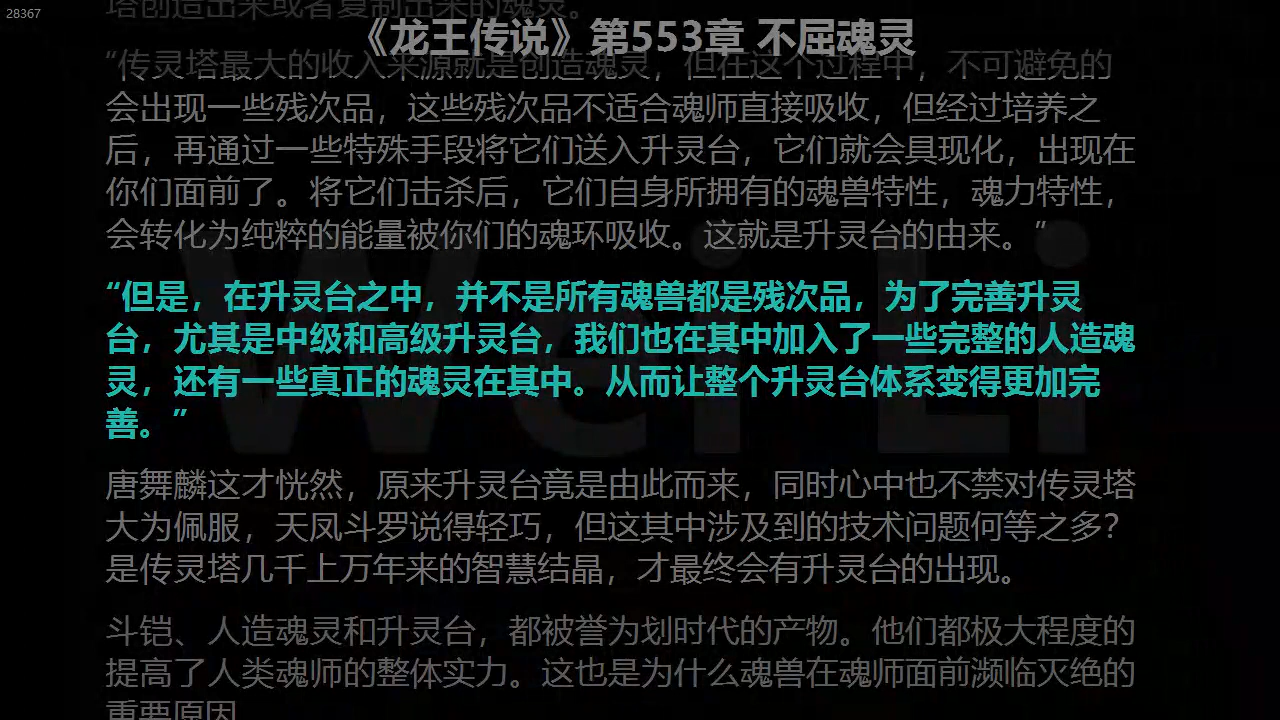 28367
塔创造出来或者复制出来的魂灵。
《龙王传说》第553章 不屈魂灵
“传灵塔最大的收入来源就是创造魂灵，但在这个过程中，不可避免的
会出现一些残次品，这些残次品不适合魂师直接吸收，但经过培养之
后，再通过一些特殊手段将它们送入升灵台，它们就会具现化，出现在
你们面前了。将它们击杀后，它们自身所拥有的魂兽特性，魂力特性，
会转化为纯粹的能量被你们的魂环吸收。这就是升灵台的由来。”
“但是，在升灵台之中，并不是所有魂兽都是残次品，为了完善升灵
台，尤其是中级和高级升灵台，我们也在其中加入了一些完整的人造魂
灵，还有一些真正的魂灵在其中。从而让整个升灵台体系变得更加完
善。”
唐舞麟这才恍然，原来升灵台竟是由此而来，同时心中也不禁对传灵塔
大为佩服，天凤斗罗说得轻巧，但这其中涉及到的技术问题何等之多？
是传灵塔几千上万年来的智慧结晶，才最终会有升灵台的出现。
斗铠、人造魂灵和升灵台，都被誉为划时代的产物。他们都极大程度的
提高了人类魂师的整体实力。这也是为什么魂兽在魂师面前濒临灭绝的
重要原因
Wei Li